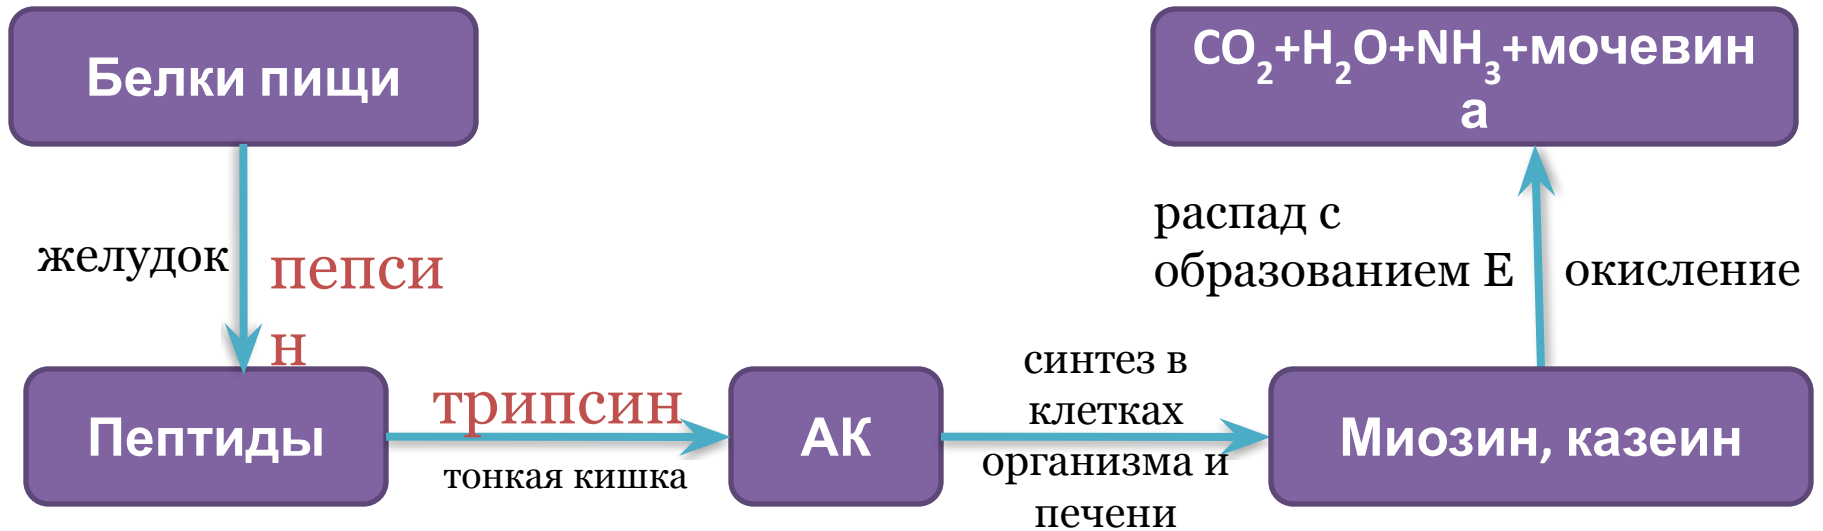 Белки пищи
CO₂+H₂O+NH₃+мочевин
а
желудок
пепси
н
распад с
образованием Е
окисление
Пептиды
трипсин
тонкая кишка
АК
синтез в
клетках
организма и
печени
Миозин, казеин